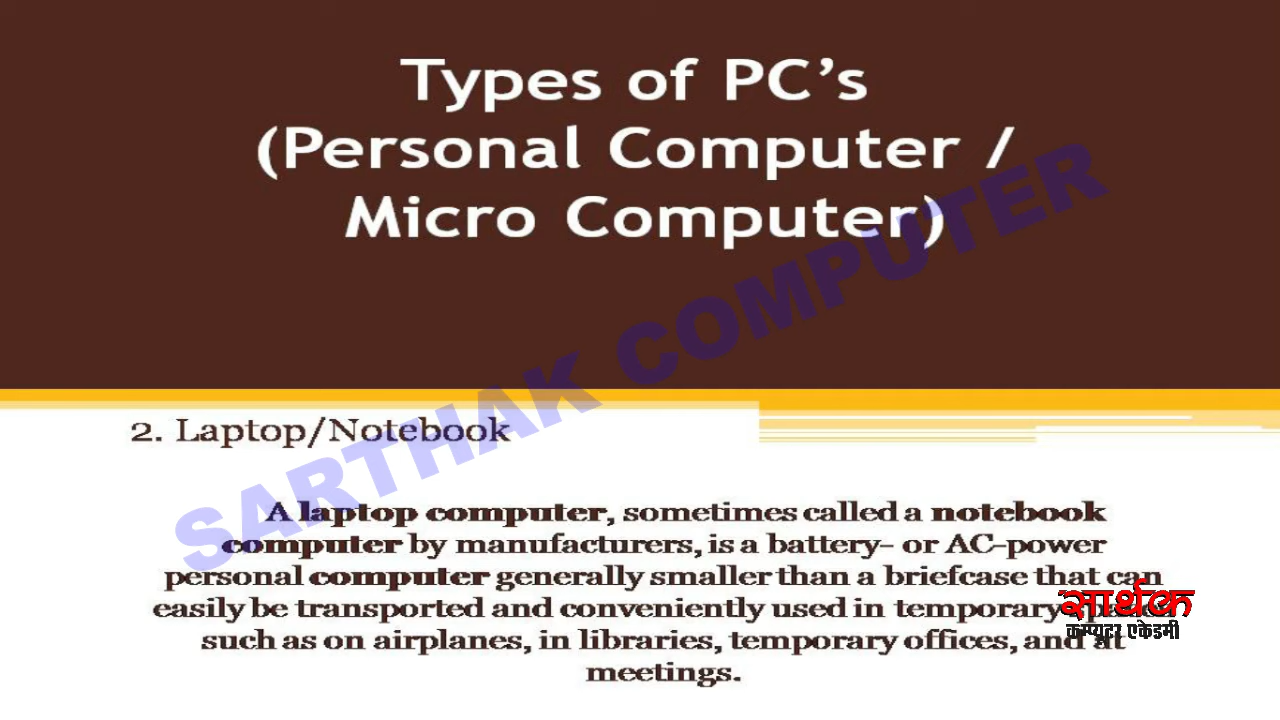 Types of PC’s
(Personal Computer /
Micro Computer)
SARTHAK COMPUTER
2. Laptop/Notebook
A laptop computer, sometimes called a notebook
computer by manufacturers, is a battery- or AC-power
personal computer generally smaller than a briefcase that can
easily be transported and conveniently used in temporary
such as on airplanes, in libraries, temporary offices, and at
meetings.
सार्थक
कम्प्युटर एकेडमी